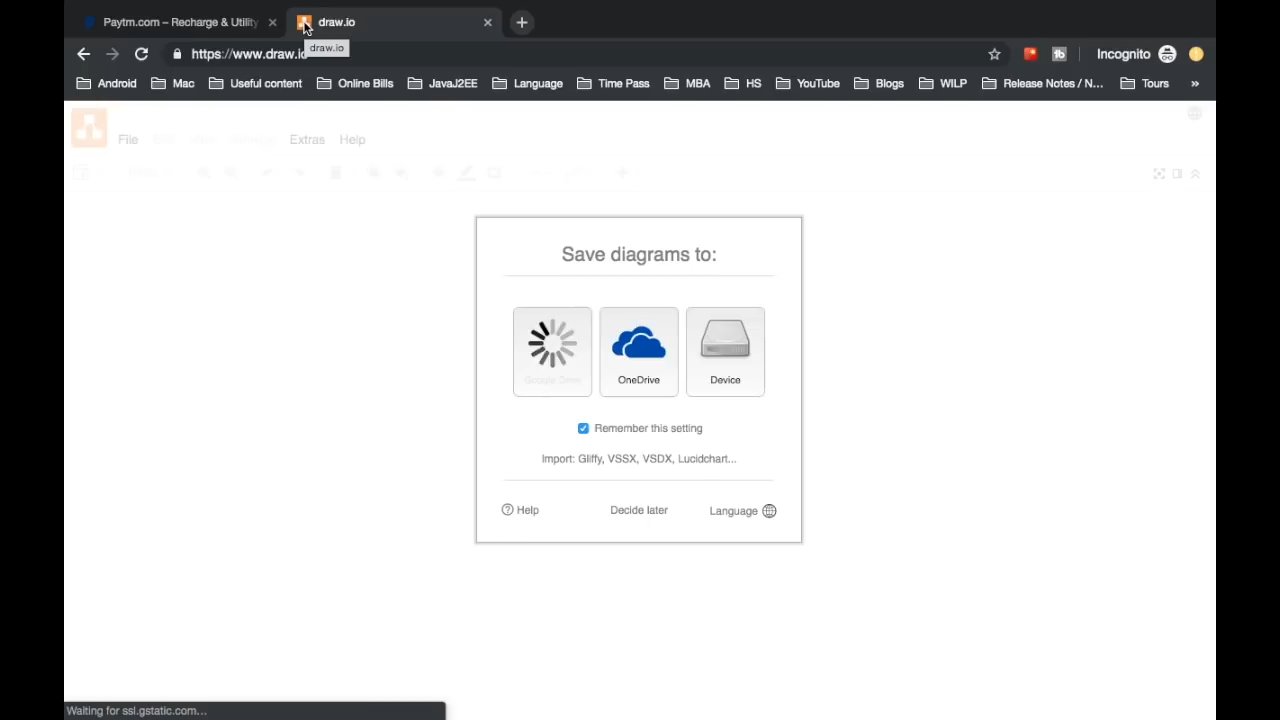 Paytm.com – Recharge & Utility
draw.io
https://www.draw.io
draw.io
Incognito
Android
Mac
Useful content
Online Bills
JavaJ2EE
Language
Time Pass
MBA
HS
YouTube
Blogs
WILP
Release Notes / N...
Tours
»
File
Extras
Help
Save diagrams to:
Google Drive
OneDrive
Device
Remember this setting
Import: Gliffy, VSSX, VSDX, Lucidchart...
Help
Decide later
Language
Waiting for ssl.gstatic.com...